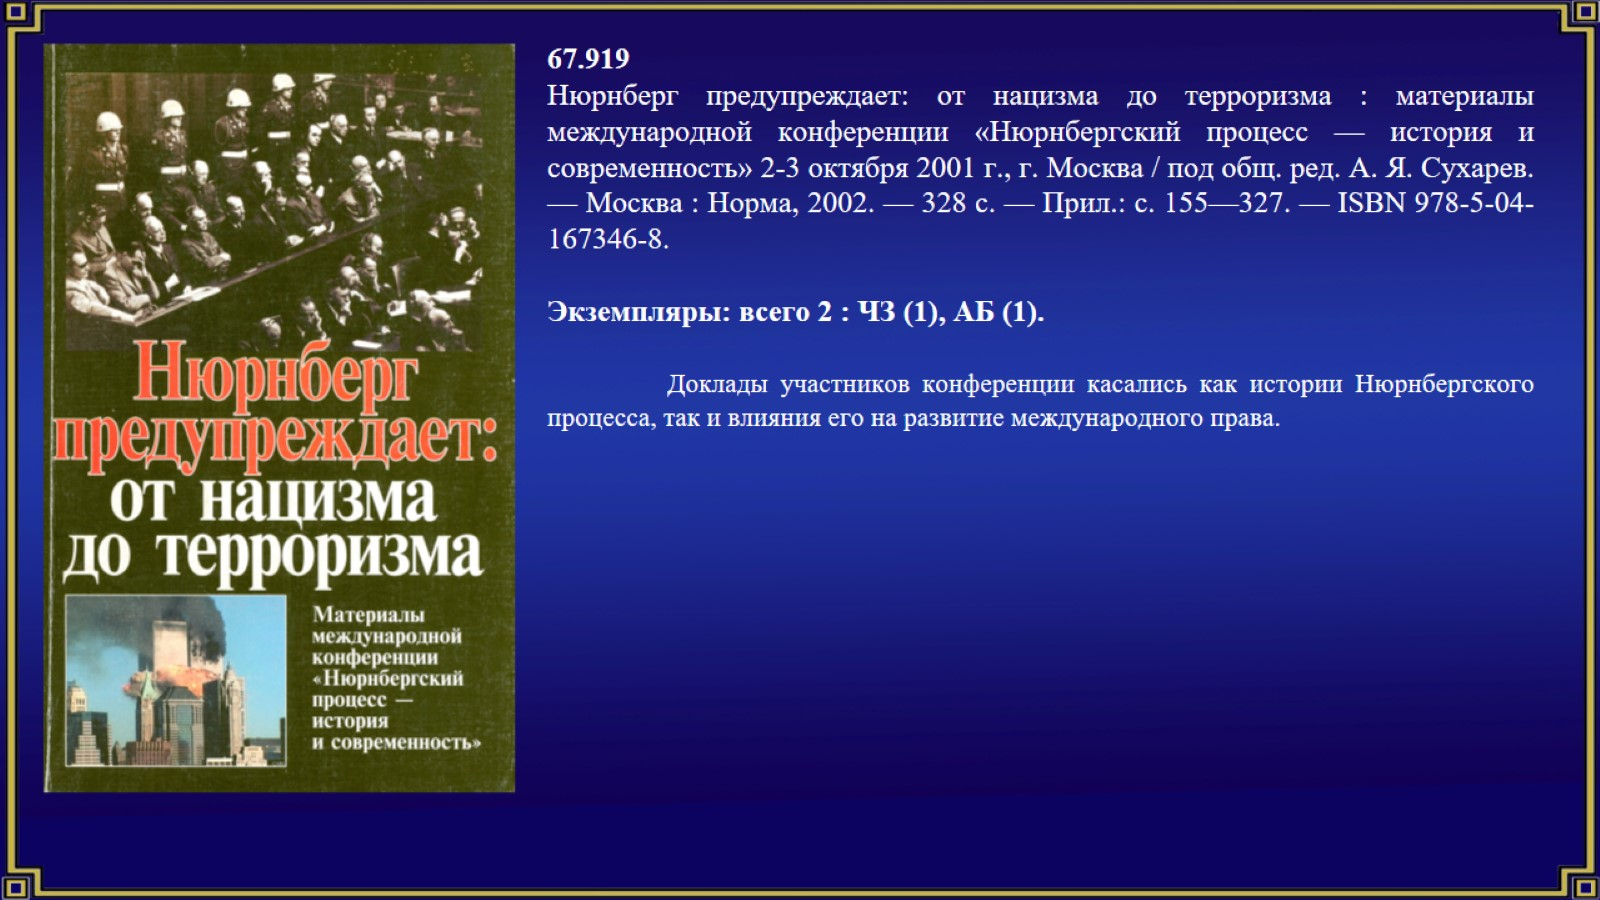 Нюрнберг
предупреждает:
от нацизма
до терроризма
Материалы
международной
конференции
«Нюрнбергский
процесс —
история
и современность»
67.919
Нюрнберг предупреждает: от нацизма до терроризма : материалы
международной конференции «Нюрнбергский процесс — история и
современность» 2-3 октября 2001 г., г. Москва / под общ. ред. А. Я. Сухарев.
— Москва : Норма, 2002. — 328 с. — Прил.: с. 155—327. — ISBN 978-5-04-
167346-8.
Экземпляры: всего 2 : ЧЗ (1), АБ (1).
Доклады участников конференции касались как истории Нюрнбергского
процесса, так и влияния его на развитие международного права.